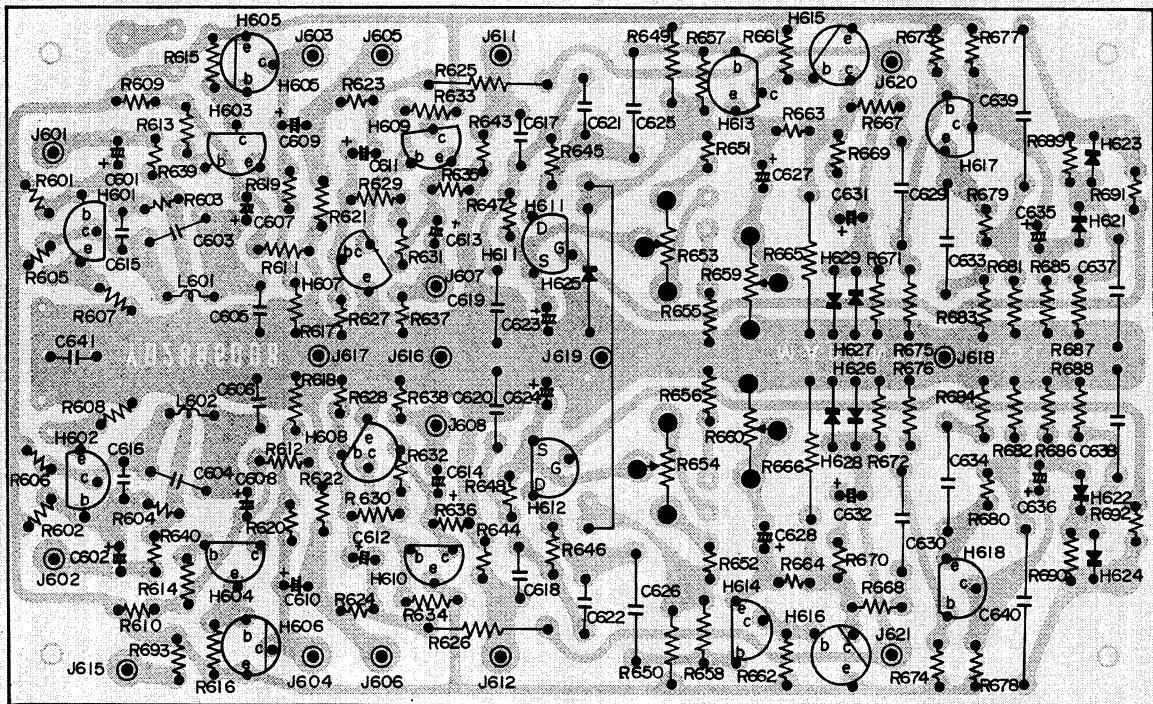 H605 J603 J605 J611 R649 R657 R661 H615 R673 R677
R615 e b c R625 e b c J620
R609 H605 R623 R633 b c e H613 R663 R667 C639
J601 R613 H603 C609 H609 R643 C617 C621 C625 R651 b c e H617 R689 H623
C601 R639 c b e R619 C611 c b e R645 C627 R669 C629 R679 R691
R601 H601 R603 C607 R621 R629 R635 R647 H611 C631 C635 H621
b c e C615 C603 R611 b c e R631 C613 H611 D G S R653 R659 R665 H629 R671 C633 R681 R685 C637
R605 L601 H607 J607 H625
R607 C605 R617 R627 R637 C619 C623 R655 H627 R675 R683 R687
C641 J617 J616 J619 J618
R608 L602 C606 R618 R628 R638 C620 C624 R656 H626 R676 R684 R688
H602 C616 R612 H608 e b c J608 S G D R660 H628 R672 C634 R682 R686 C638
e c b C604 C608 R622 R632 C614 R648 H612 R654 R666
R606 R602 R604 R620 R630 R636 C632 R680 C636 H622 R692
C602 R640 C612 R644 R646 C628 R670 C630 H618
J602 R614 b c e H604 C610 H610 b c e C618 R652 R664 e c b R690 H624
R610 H606 R624 R634 C622 C626 H614 H616 R668 C640
R693 b c e R626 e c b b c e J621
J615 R616 J604 J606 J612 R650 R658 R662 R674 R678